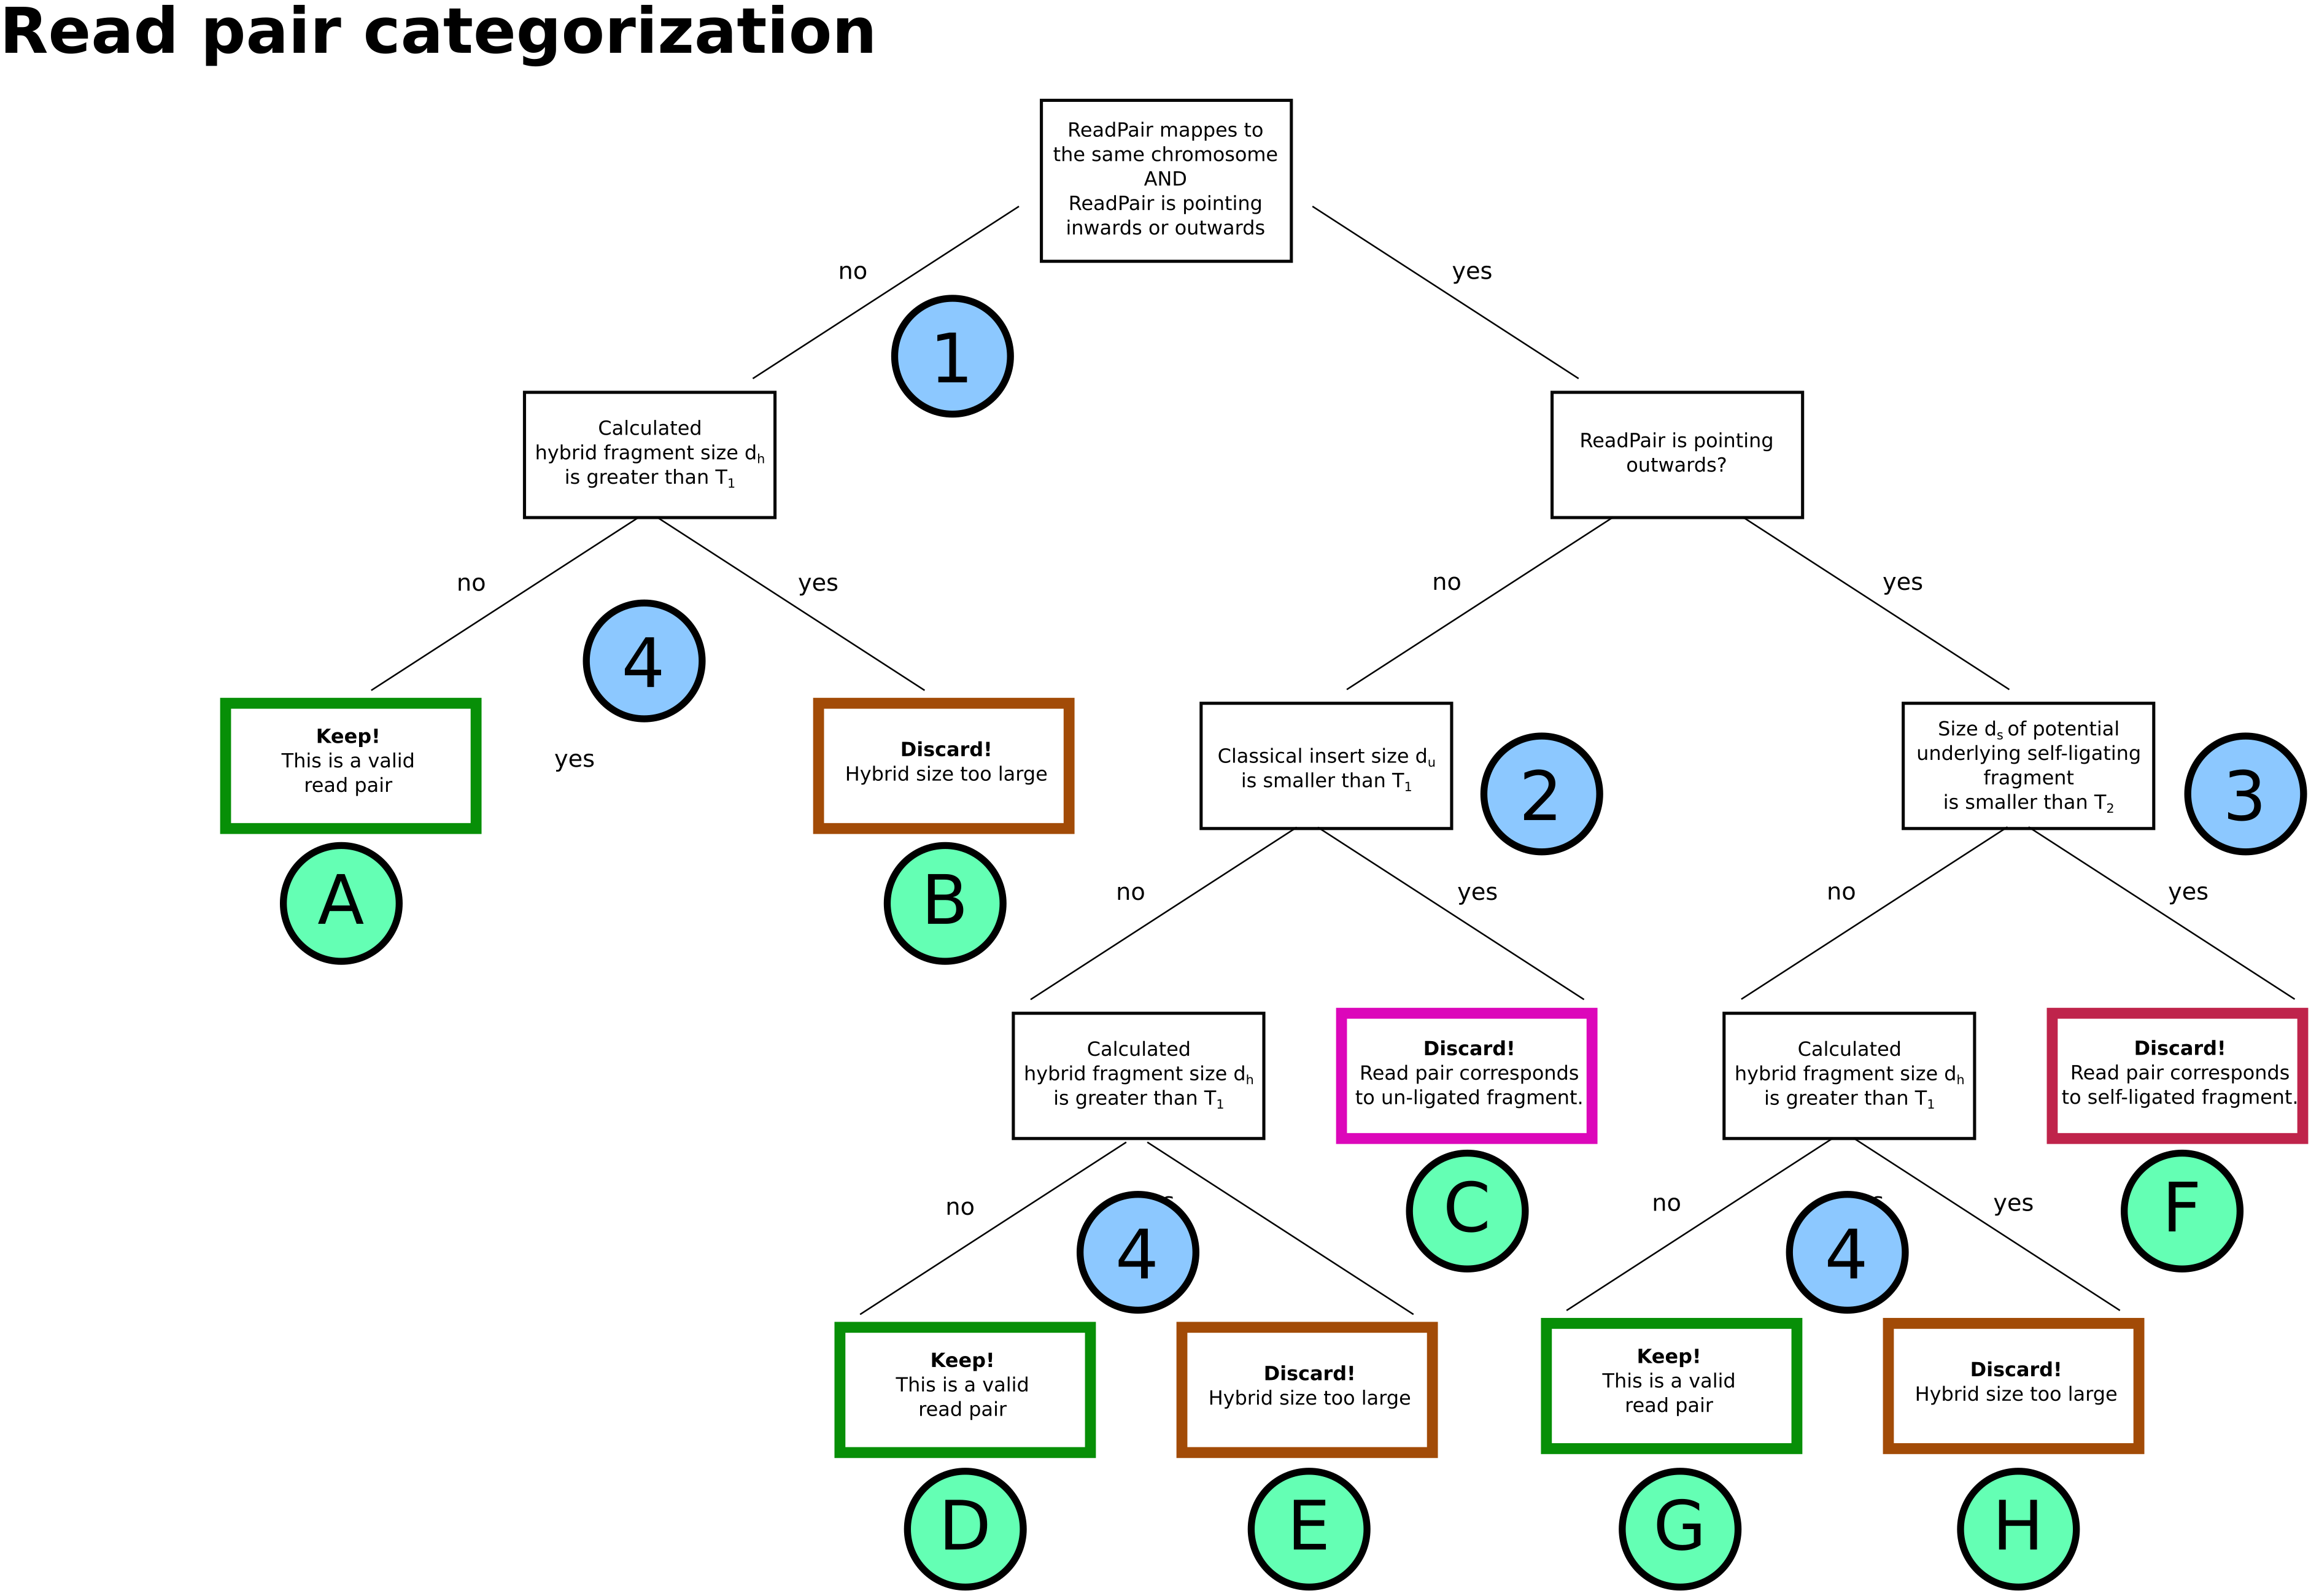 Read pair categorization
ReadPair mappes to
the same chromosome
AND
ReadPair is pointing
inwards or outwards
no
yes
1
Calculated
hybrid fragment size dh
is greater than T1
ReadPair is pointing
outwards?
no
yes
no
yes
4
Keep!
This is a valid
read pair
yes
Discard!
Hybrid size too large
Classical insert size du
is smaller than T1
2
Size ds of potential
underlying self-ligating
fragment
is smaller than T2
3
A
B
no
yes
no
yes
Calculated
hybrid fragment size dh
is greater than T1
Discard!
Read pair corresponds
to un-ligated fragment.
Calculated
hybrid fragment size dh
is greater than T1
Discard!
Read pair corresponds
to self-ligated fragment.
C
F
no
4
no
4
yes
Keep!
This is a valid
read pair
Discard!
Hybrid size too large
Keep!
This is a valid
read pair
Discard!
Hybrid size too large
D
E
G
H